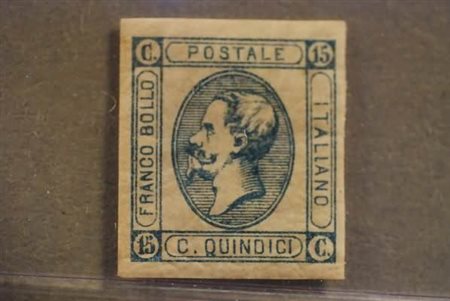 C. POSTALE 15
FRANCO BOLLO
ITALIANO
15 C. QUINDICI C.